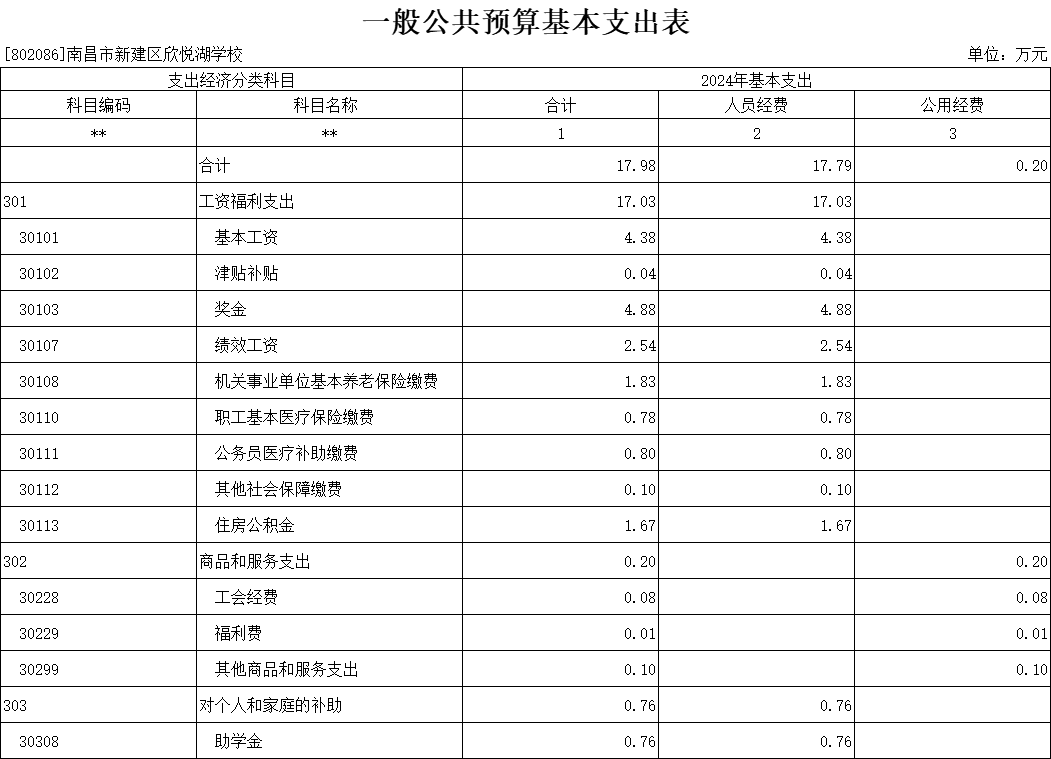 一般公共预算基本支出表
[802086]南昌市新建区欣悦湖学校 单位：万元
支出经济分类科目 2024年基本支出
科目编码 科目名称 合计 人员经费 公用经费
** ** 1 2 3
合计 17.98 17.79 0.20
301 工资福利支出 17.03 17.03
30101 基本工资 4.38 4.38
30102 津贴补贴 0.04 0.04
30103 奖金 4.88 4.88
30107 绩效工资 2.54 2.54
30108 机关事业单位基本养老保险缴费 1.83 1.83
30110 职工基本医疗保险缴费 0.78 0.78
30111 公务员医疗补助缴费 0.80 0.80
30112 其他社会保障缴费 0.10 0.10
30113 住房公积金 1.67 1.67
302 商品和服务支出 0.20 0.20
30228 工会经费 0.08 0.08
30229 福利费 0.01 0.01
30299 其他商品和服务支出 0.10 0.10
303 对个人和家庭的补助 0.76 0.76
30308 助学金 0.76 0.76